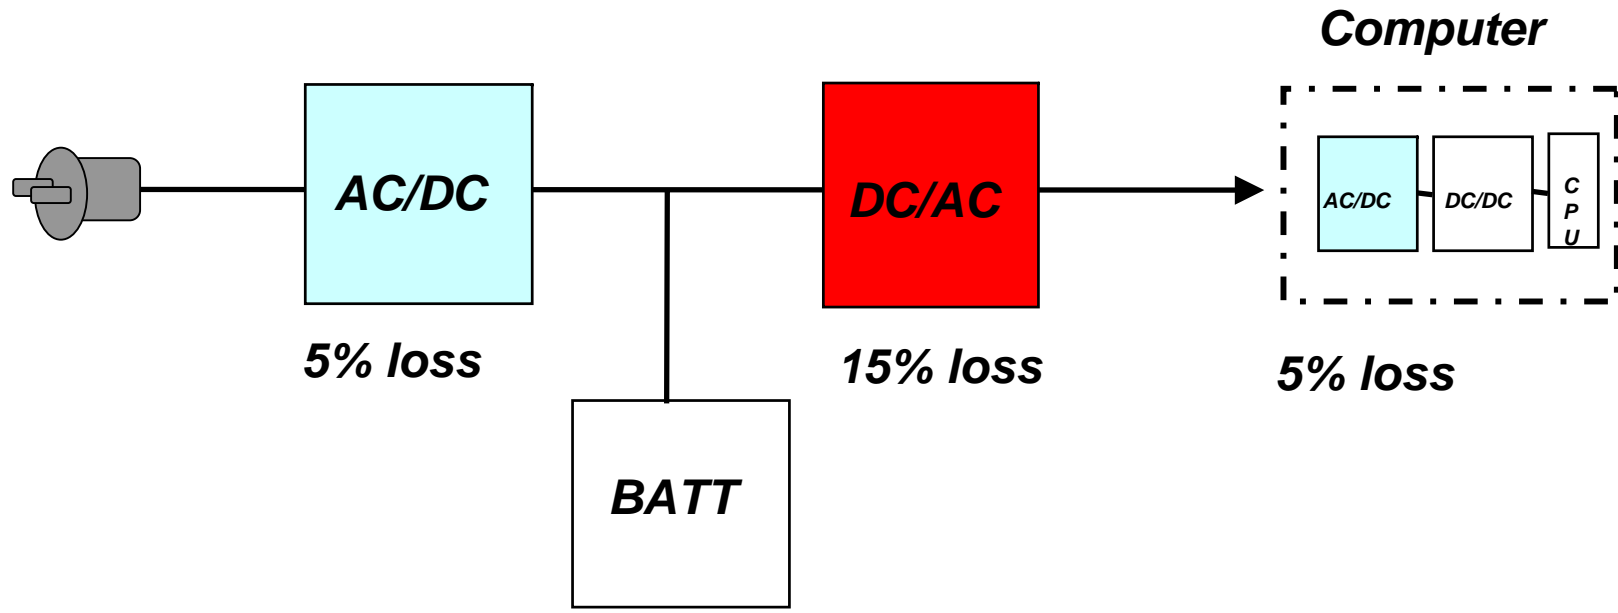 Computer
AC/DC
DC/AC
AC/DC
DC/DC
C
P
U
5% loss
15% loss
5% loss
BATT